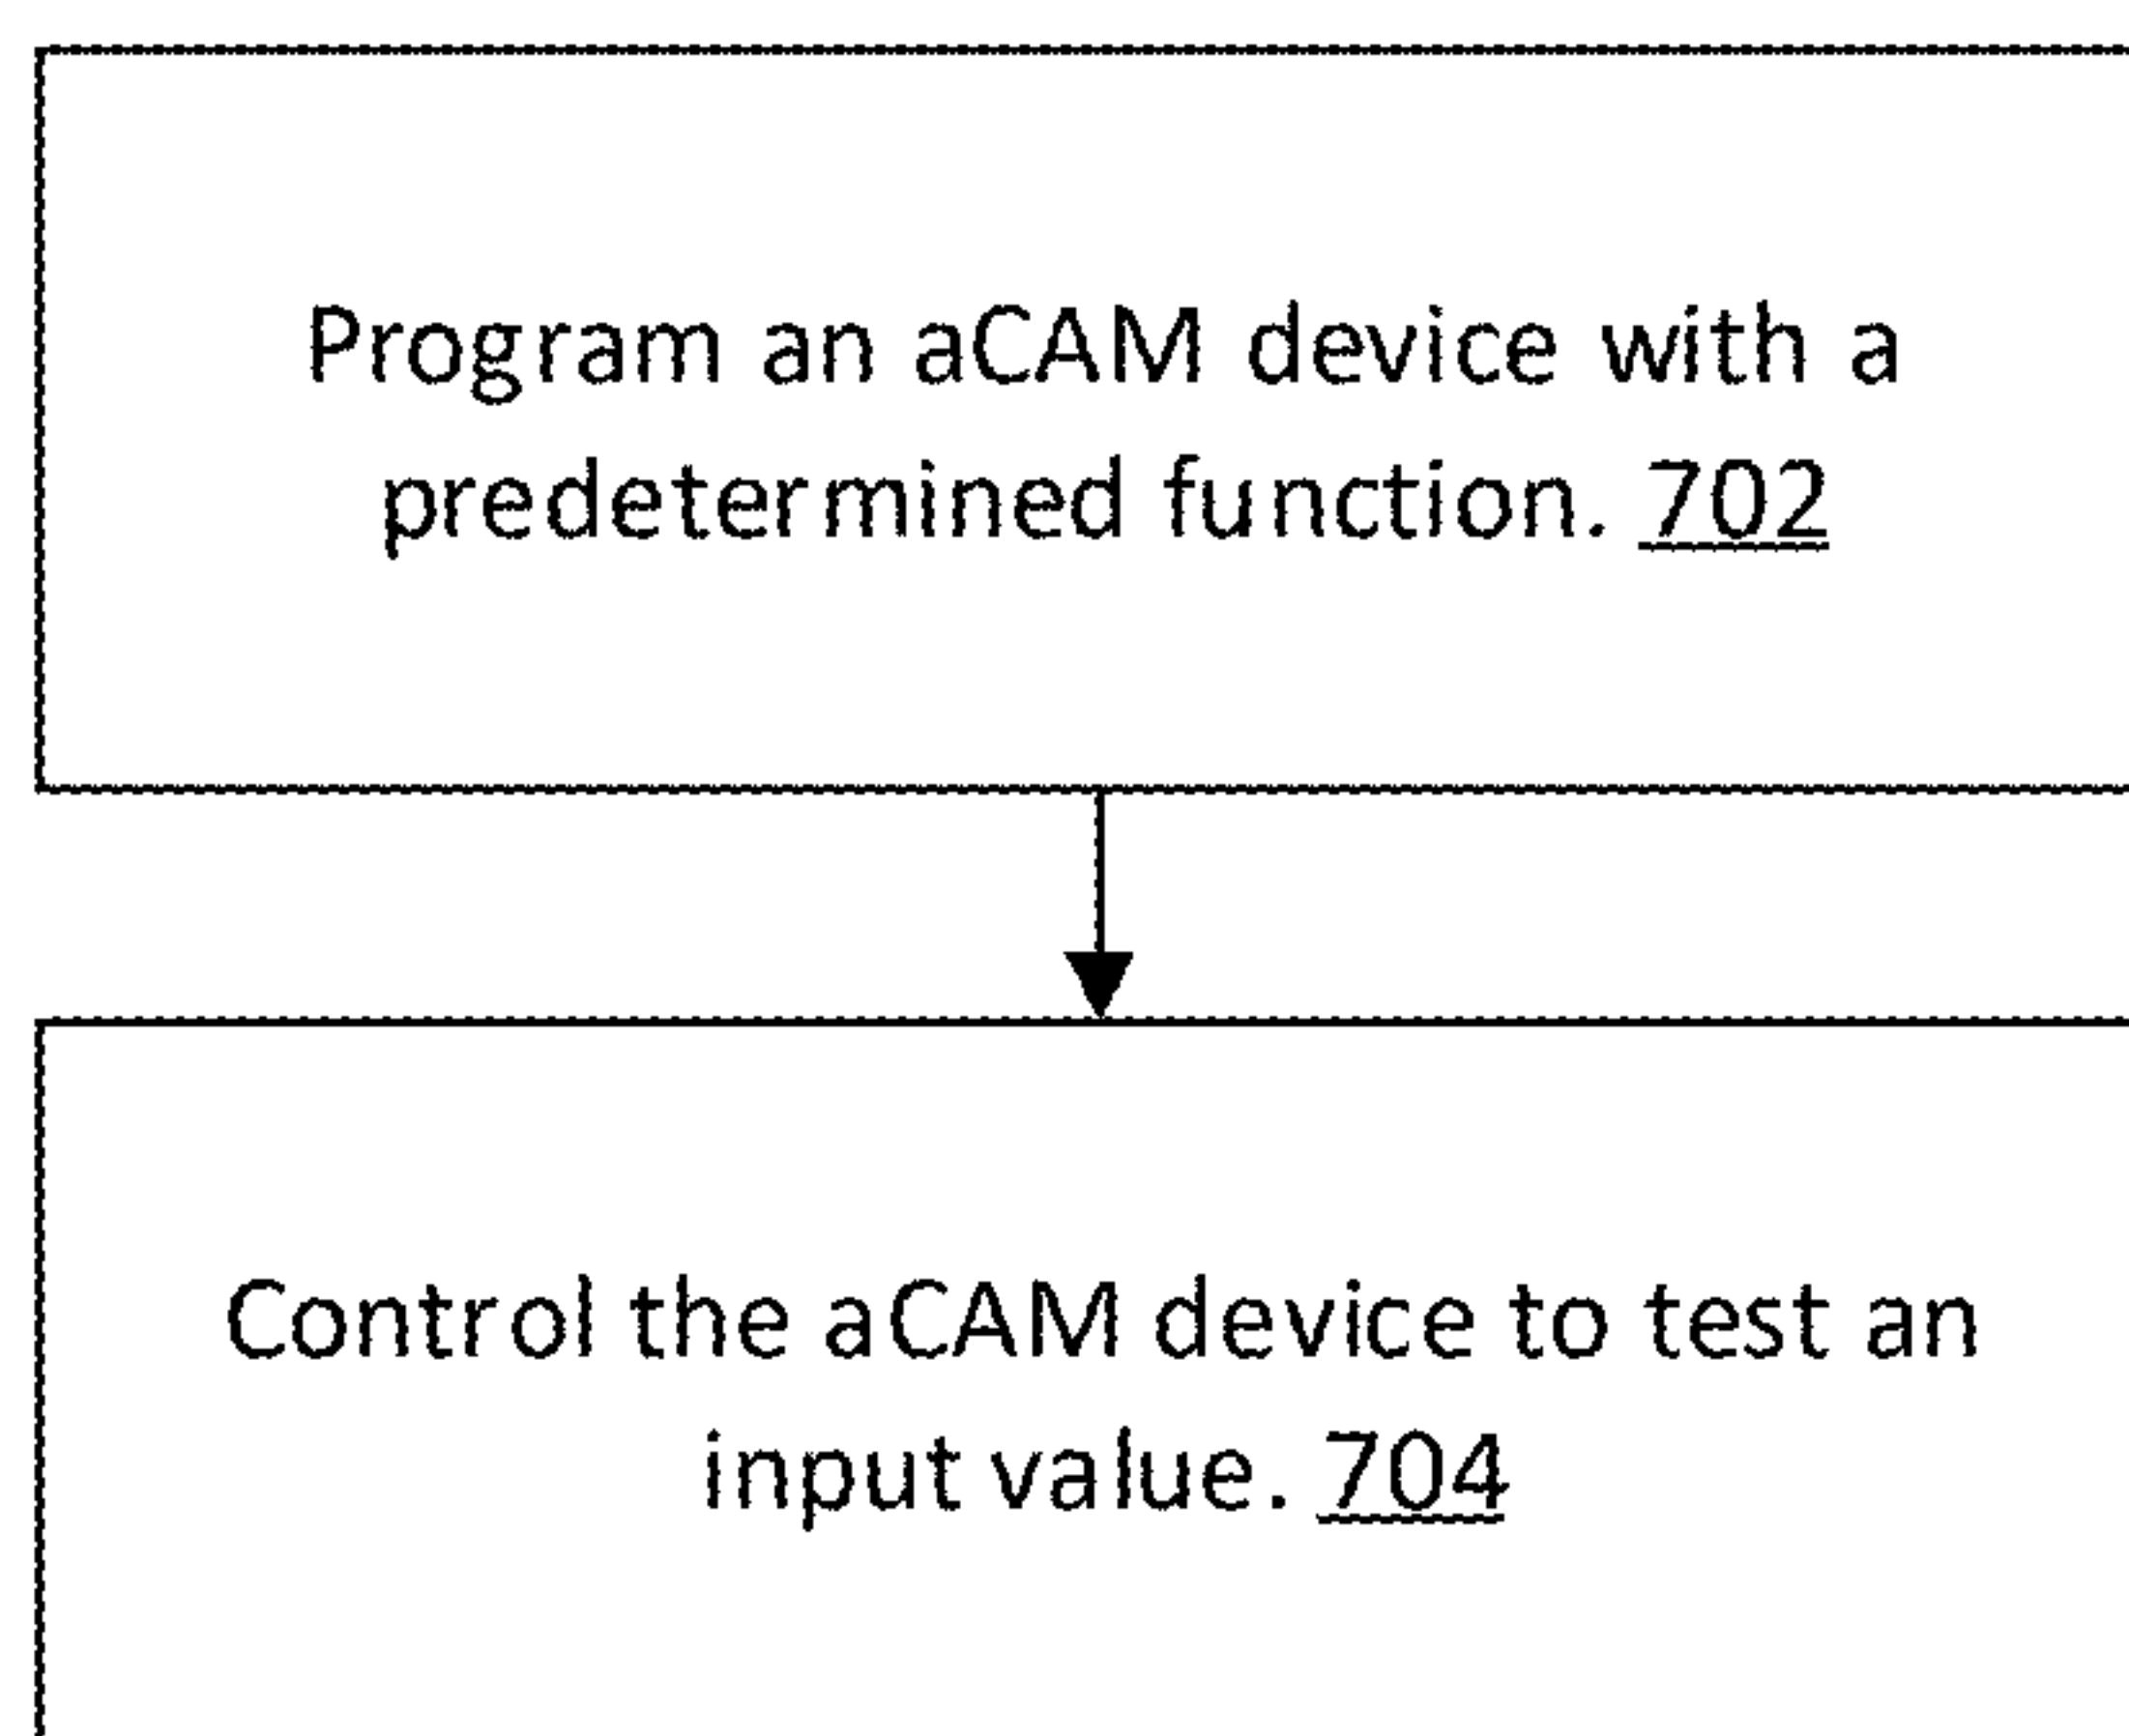 Program an aCAM device with a
predetermined function. 702
Control the aCAM device to test an
input value. 704